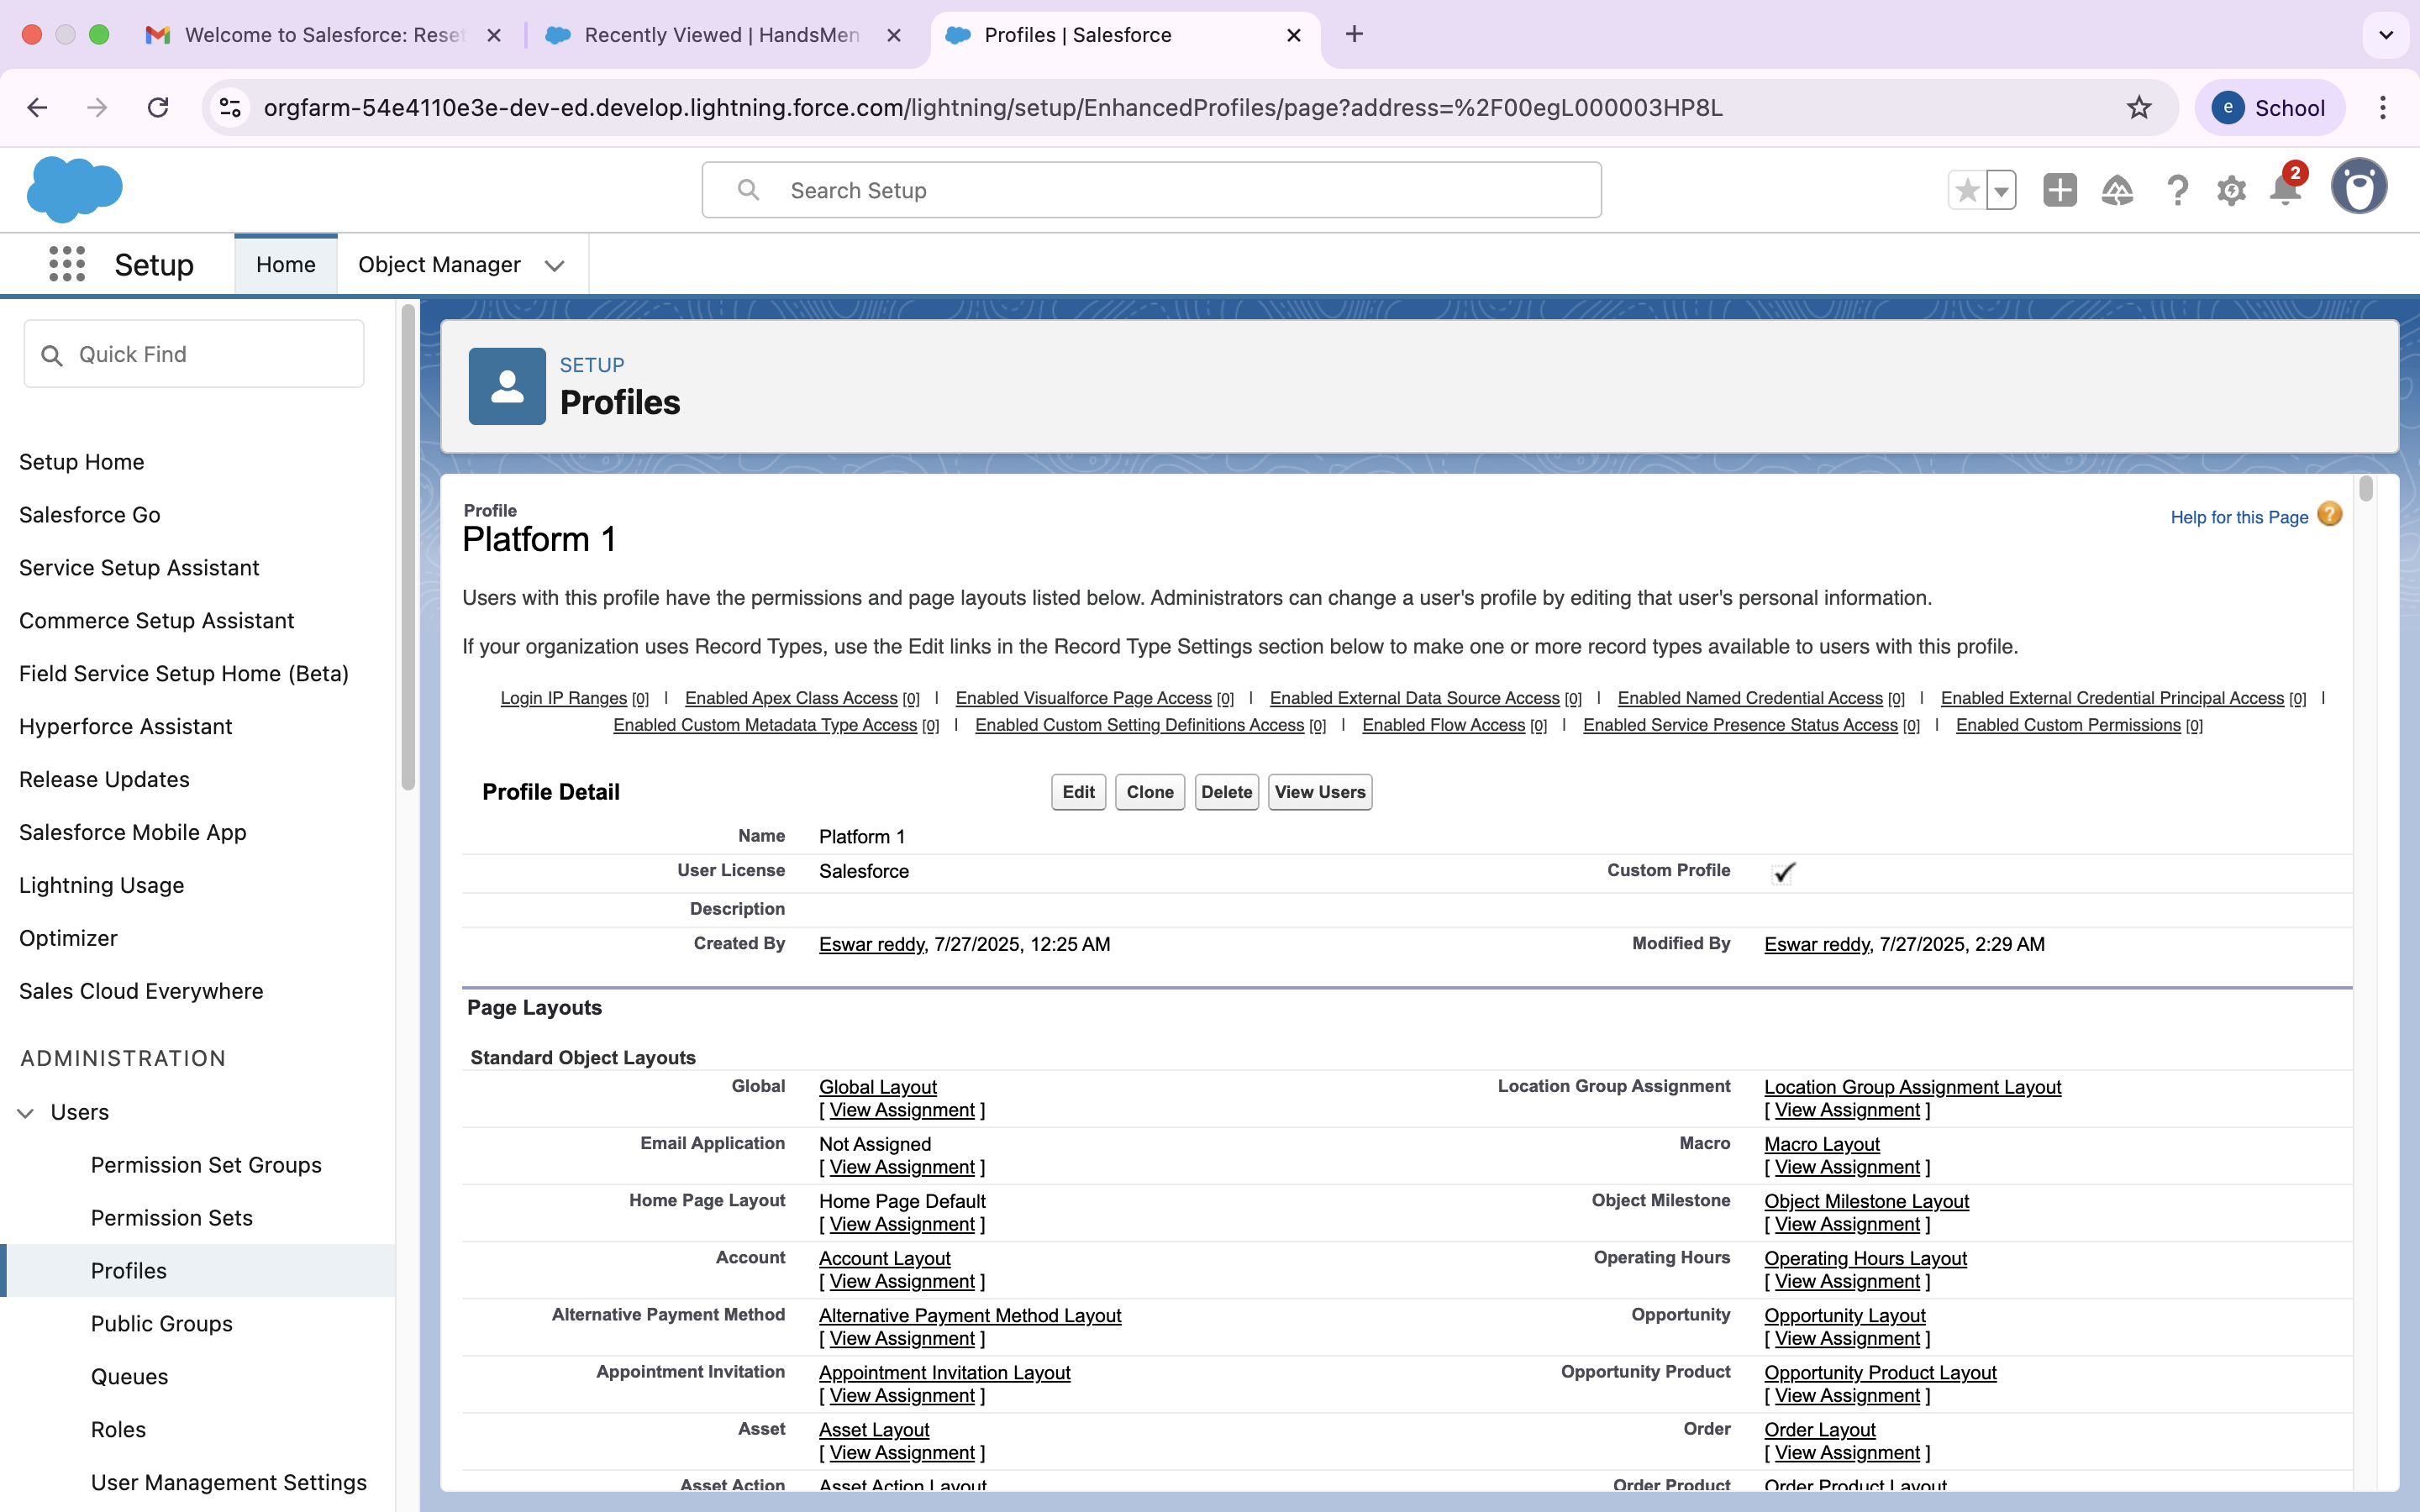 Welcome to Salesforce: Reset
Recently Viewed | HandsMen
Profiles | Salesforce
orgfarm-54e4110e3e-dev-ed.develop.lightning.force.com/lightning/setup/EnhancedProfiles/page?address=%2F00egL000003HP8L
e School
Search Setup
2
Setup
Home
Object Manager
Quick Find
Setup Home
Salesforce Go
Service Setup Assistant
Commerce Setup Assistant
Field Service Setup Home (Beta)
Hyperforce Assistant
Release Updates
Salesforce Mobile App
Lightning Usage
Optimizer
Sales Cloud Everywhere
ADMINISTRATION
Users
Permission Set Groups
Permission Sets
Profiles
Public Groups
Queues
Roles
User Management Settings
SETUP
Profiles
Profile
Platform 1
Help for this Page ?
Users with this profile have the permissions and page layouts listed below. Administrators can change a user's profile by editing that user's personal information.
If your organization uses Record Types, use the Edit links in the Record Type Settings section below to make one or more record types available to users with this profile.
Login IP Ranges [0] | Enabled Apex Class Access [0] | Enabled Visualforce Page Access [0] | Enabled External Data Source Access [0] | Enabled Named Credential Access [0] | Enabled External Credential Principal Access [0] |
Enabled Custom Metadata Type Access [0] | Enabled Custom Setting Definitions Access [0] | Enabled Flow Access [0] | Enabled Service Presence Status Access [0] | Enabled Custom Permissions [0]
Profile Detail Edit Clone Delete View Users
Name Platform 1
User License Salesforce Custom Profile
Description
Created By Eswar reddy, 7/27/2025, 12:25 AM Modified By Eswar reddy, 7/27/2025, 2:29 AM
Page Layouts
Standard Object Layouts
Global Global Layout Location Group Assignment Location Group Assignment Layout
[ View Assignment ] [ View Assignment ]
Email Application Not Assigned Macro Macro Layout
[ View Assignment ] [ View Assignment ]
Home Page Layout Home Page Default Object Milestone Object Milestone Layout
[ View Assignment ] [ View Assignment ]
Account Account Layout Operating Hours Operating Hours Layout
[ View Assignment ] [ View Assignment ]
Alternative Payment Method Alternative Payment Method Layout Opportunity Opportunity Layout
[ View Assignment ] [ View Assignment ]
Appointment Invitation Appointment Invitation Layout Opportunity Product Opportunity Product Layout
[ View Assignment ] [ View Assignment ]
Asset Asset Layout Order Order Layout
[ View Assignment ] [ View Assignment ]
Asset Action Asset Action Layout Order Product Order Product Layout